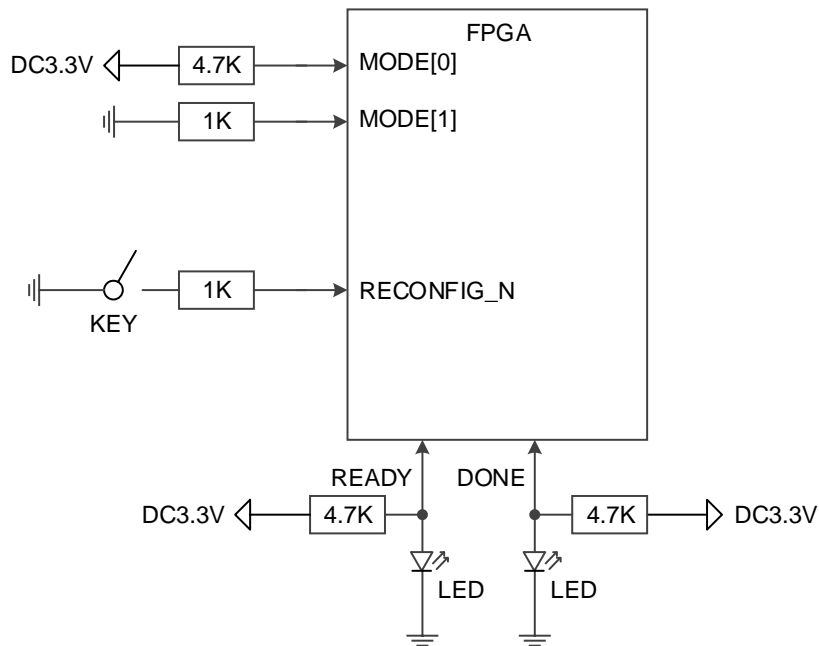 FPGA
DC3.3V 4.7K MODE[0]
1K MODE[1]
1K RECONFIG_N
KEY
READY DONE
DC3.3V 4.7K 4.7K DC3.3V
LED LED